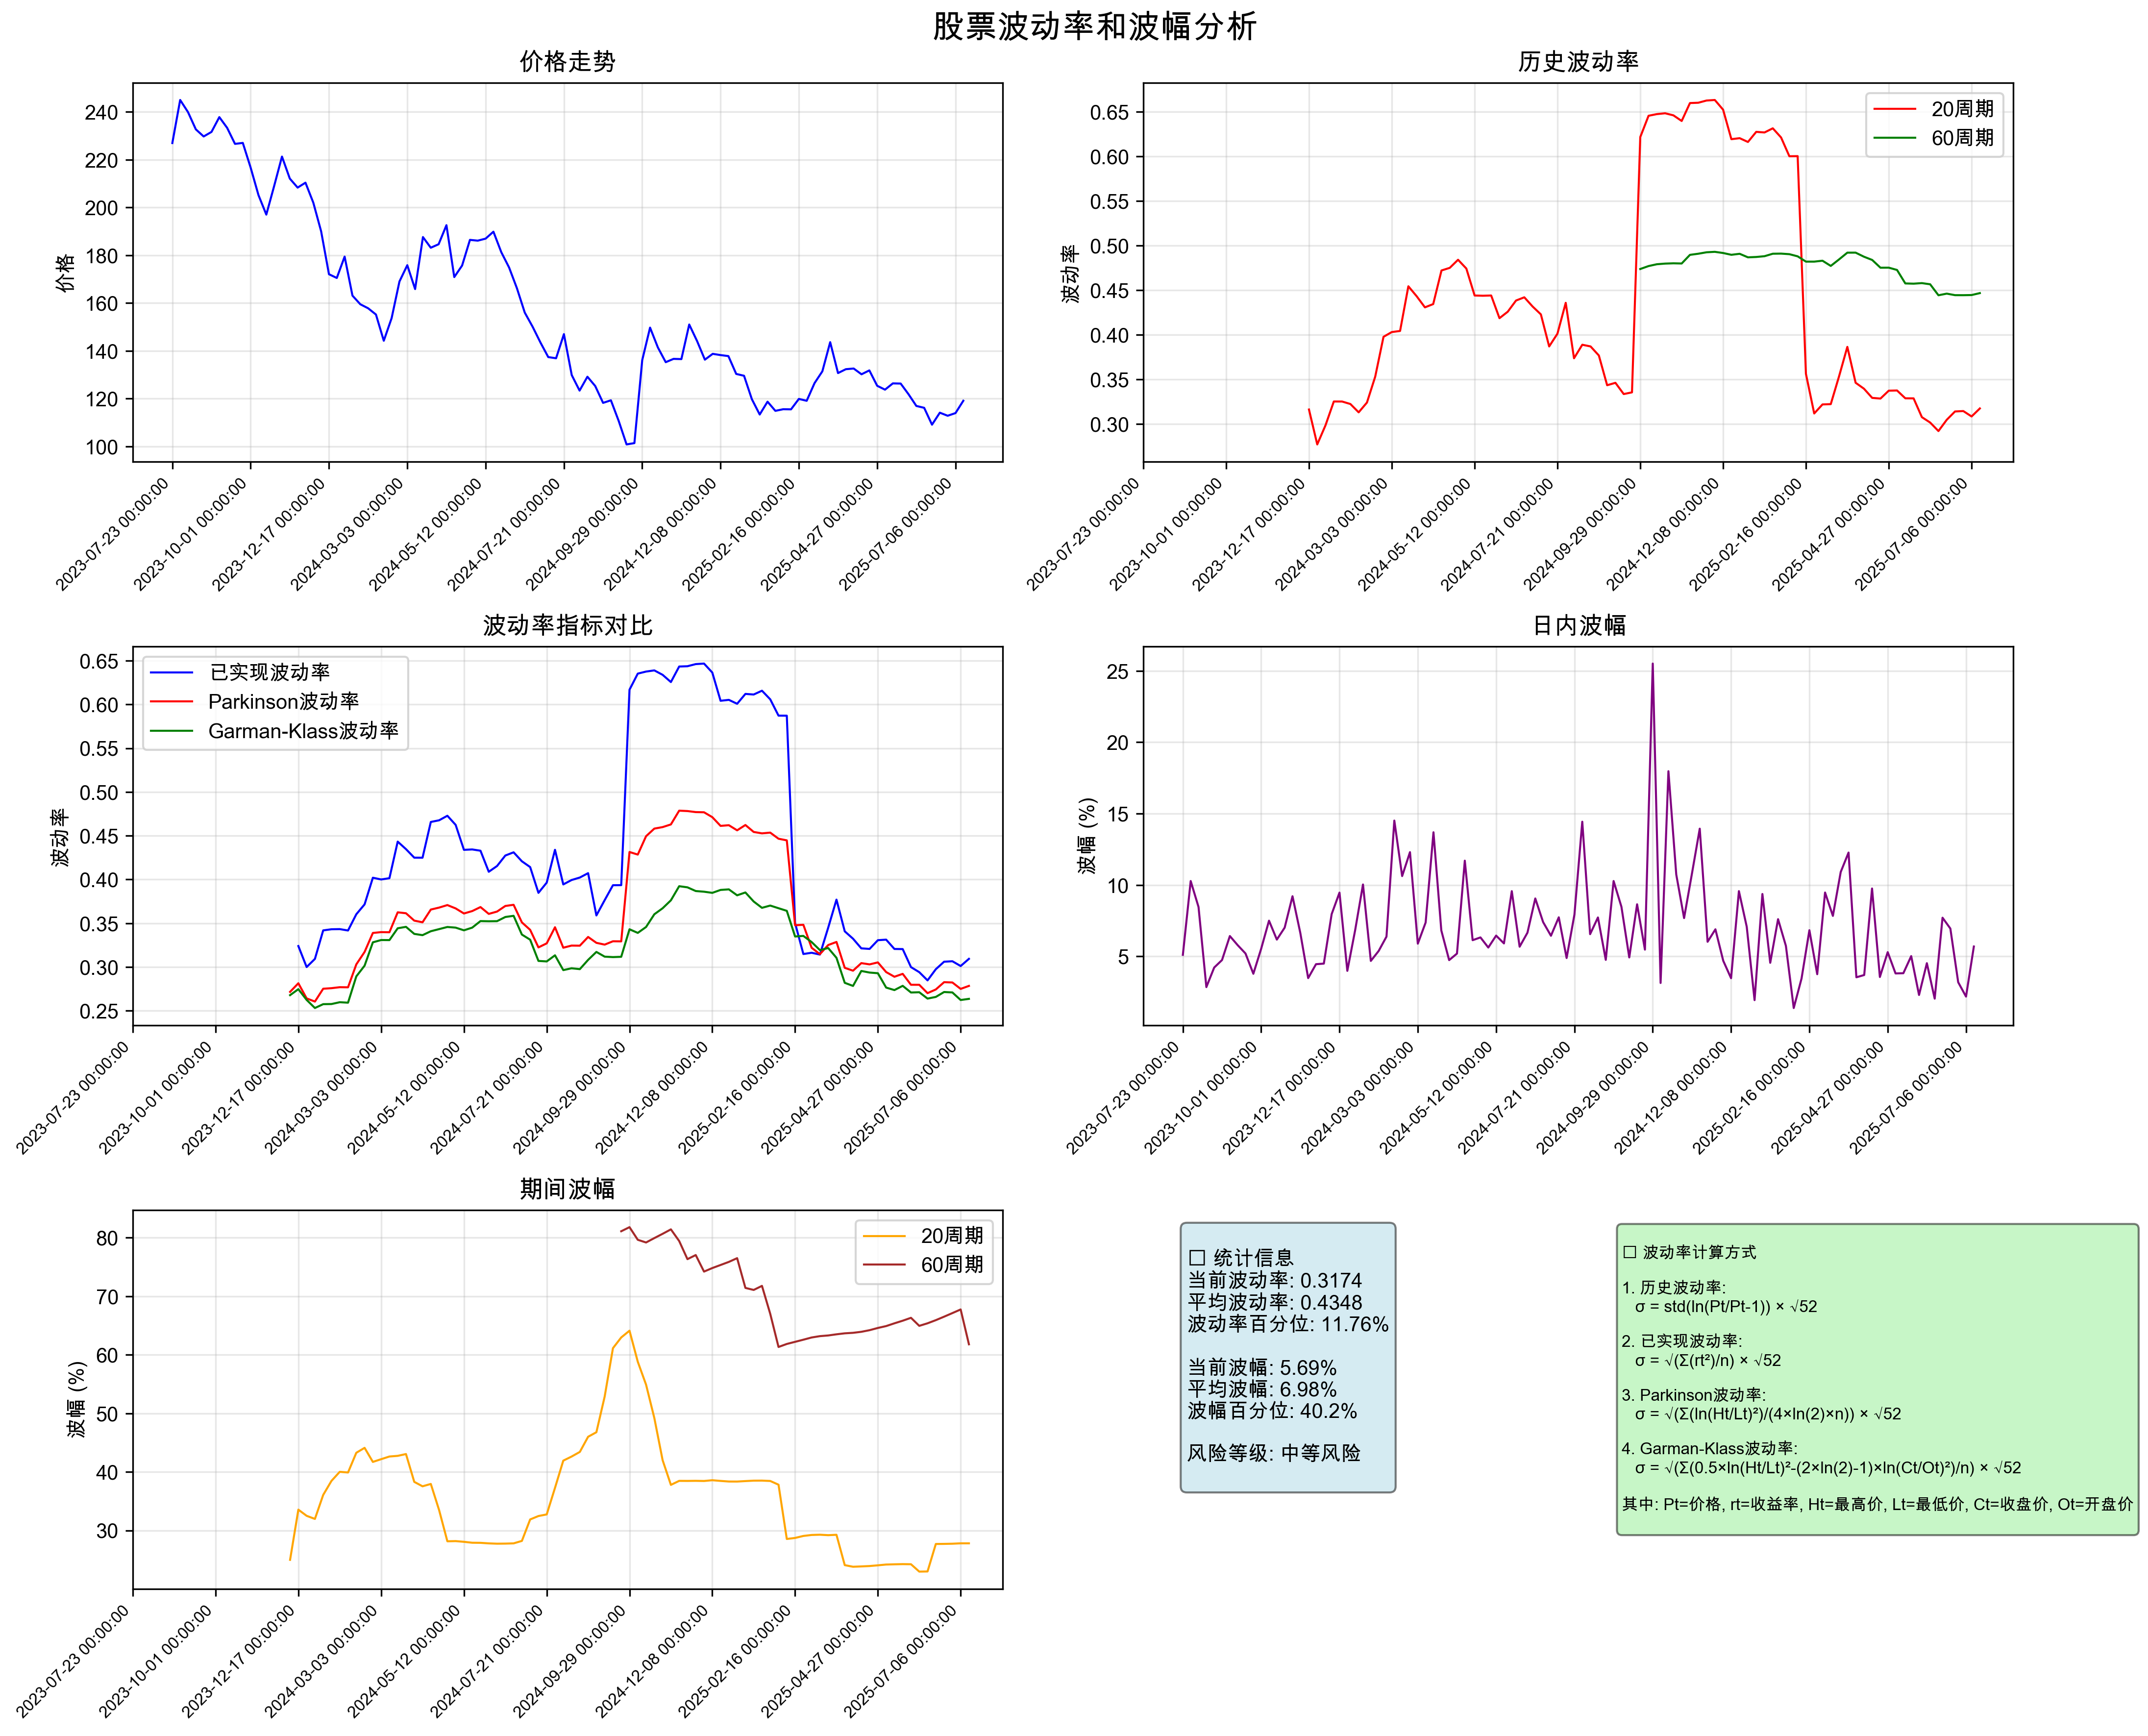 股票波动率和波幅分析
价格走势
价格
240
220
200
180
160
140
120
100
2023-07-23 00:00:00
2023-10-01 00:00:00
2023-12-17 00:00:00
2024-03-03 00:00:00
2024-05-12 00:00:00
2024-07-21 00:00:00
2024-09-29 00:00:00
2024-12-08 00:00:00
2025-02-16 00:00:00
2025-04-27 00:00:00
2025-07-06 00:00:00
历史波动率
波动率
0.65
0.60
0.55
0.50
0.45
0.40
0.35
0.30
20周期
60周期
2023-07-23 00:00:00
2023-10-01 00:00:00
2023-12-17 00:00:00
2024-03-03 00:00:00
2024-05-12 00:00:00
2024-07-21 00:00:00
2024-09-29 00:00:00
2024-12-08 00:00:00
2025-02-16 00:00:00
2025-04-27 00:00:00
2025-07-06 00:00:00
波动率指标对比
波动率
0.65
0.60
0.55
0.50
0.45
0.40
0.35
0.30
0.25
已实现波动率
Parkinson波动率
Garman-Klass波动率
2023-07-23 00:00:00
2023-10-01 00:00:00
2023-12-17 00:00:00
2024-03-03 00:00:00
2024-05-12 00:00:00
2024-07-21 00:00:00
2024-09-29 00:00:00
2024-12-08 00:00:00
2025-02-16 00:00:00
2025-04-27 00:00:00
2025-07-06 00:00:00
日内波幅
波幅 (%)
25
20
15
10
5
2023-07-23 00:00:00
2023-10-01 00:00:00
2023-12-17 00:00:00
2024-03-03 00:00:00
2024-05-12 00:00:00
2024-07-21 00:00:00
2024-09-29 00:00:00
2024-12-08 00:00:00
2025-02-16 00:00:00
2025-04-27 00:00:00
2025-07-06 00:00:00
期间波幅
波幅 (%)
80
70
60
50
40
30
20周期
60周期
2023-07-23 00:00:00
2023-10-01 00:00:00
2023-12-17 00:00:00
2024-03-03 00:00:00
2024-05-12 00:00:00
2024-07-21 00:00:00
2024-09-29 00:00:00
2024-12-08 00:00:00
2025-02-16 00:00:00
2025-04-27 00:00:00
2025-07-06 00:00:00
□ 统计信息
当前波动率: 0.3174
平均波动率: 0.4348
波动率百分位: 11.76%
当前波幅: 5.69%
平均波幅: 6.98%
波幅百分位: 40.2%
风险等级: 中等风险
□ 波动率计算方式
1. 历史波动率:
σ = std(ln(Pt/Pt-1)) × √52
2. 已实现波动率:
σ = √(Σ(rt²)/n) × √52
3. Parkinson波动率:
σ = √(Σ(ln(Ht/Lt)²)/(4×ln(2)×n)) × √52
4. Garman-Klass波动率:
σ = √(Σ(0.5×ln(Ht/Lt)²-(2×ln(2)-1)×ln(Ct/Ot)²)/n) × √52
其中: Pt=价格, rt=收益率, Ht=最高价, Lt=最低价, Ct=收盘价, Ot=开盘价